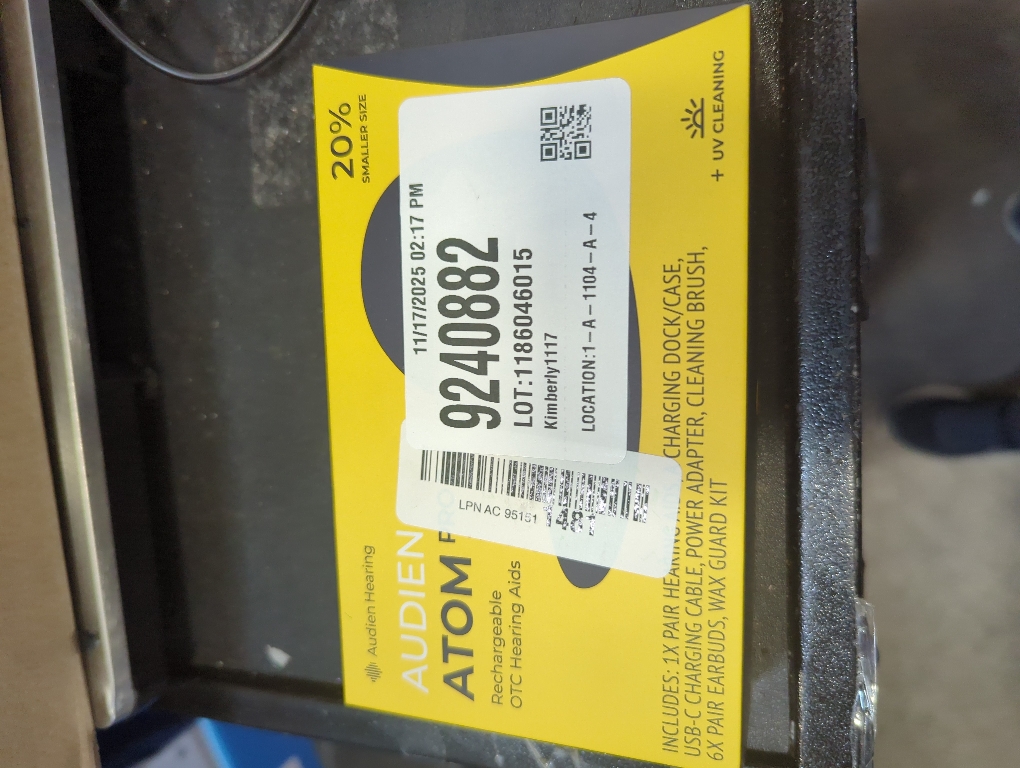 Audien Hearing
AUDIEN
ATOM
Rechargeable
OTC Hearing Aids
20%
SMALLER SIZE
11/17/2025 02:17 PM
9240882
LOT:1186046015
Kimberly1117
LOCATION:1-A-1104-A-4
LPN AC 95151
+ UV CLEANING
INCLUDES: 1X PAIR CHARGING DOCK/CASE,
USB-C CHARGING CABLE, POWER ADAPTER, CLEANING BRUSH,
6X PAIR EARBUDS, WAX GUARD KIT